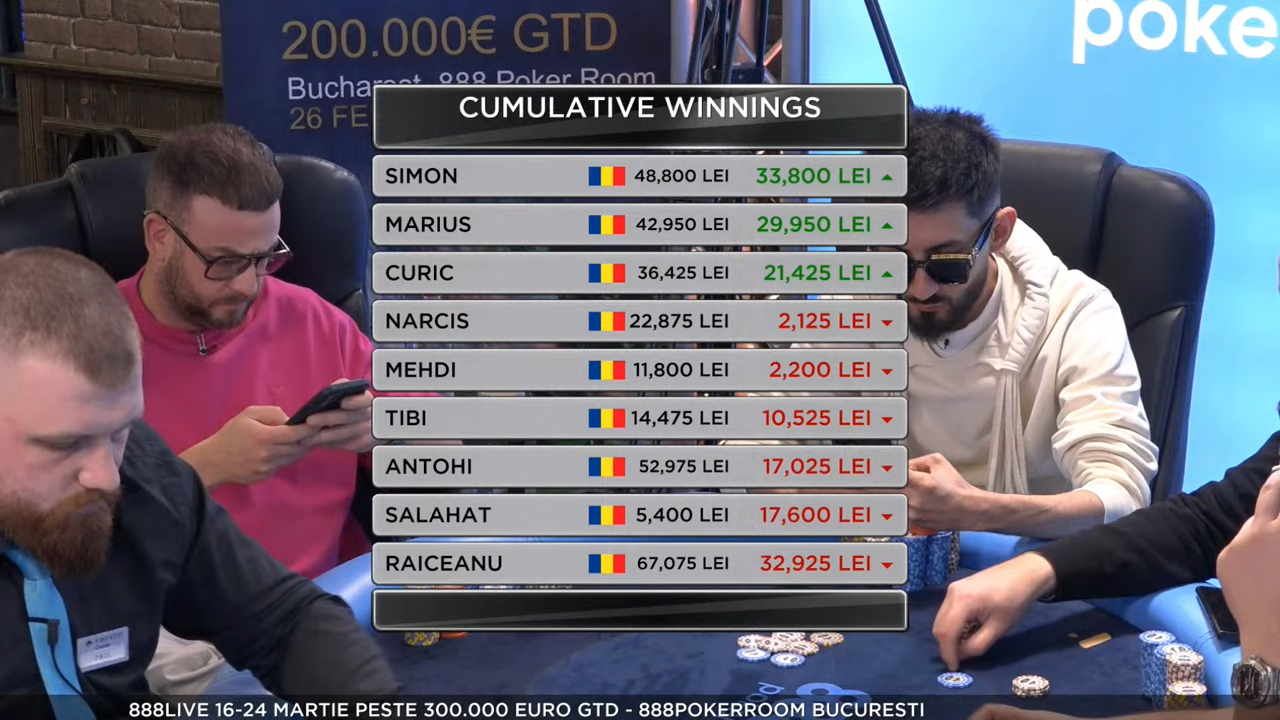 200.000€ GTD
poke
Bucharest, 888 Poker Room
26 FE
CUMULATIVE WINNINGS
SIMON 48,800 LEI 33,800 LEI
MARIUS 42,950 LEI 29,950 LEI
CURIC 36,425 LEI 21,425 LEI
NARCIS 22,875 LEI 2,125 LEI
MEHDI 11,800 LEI 2,200 LEI
TIBI 14,475 LEI 10,525 LEI
ANTOHI 52,975 LEI 17,025 LEI
SALAHAT 5,400 LEI 17,600 LEI
RAICEANU 67,075 LEI 32,925 LEI
888LIVE 16-24 MARTIE PESTE 300.000 EURO GTD - 888POKERROOM BUCURESTI